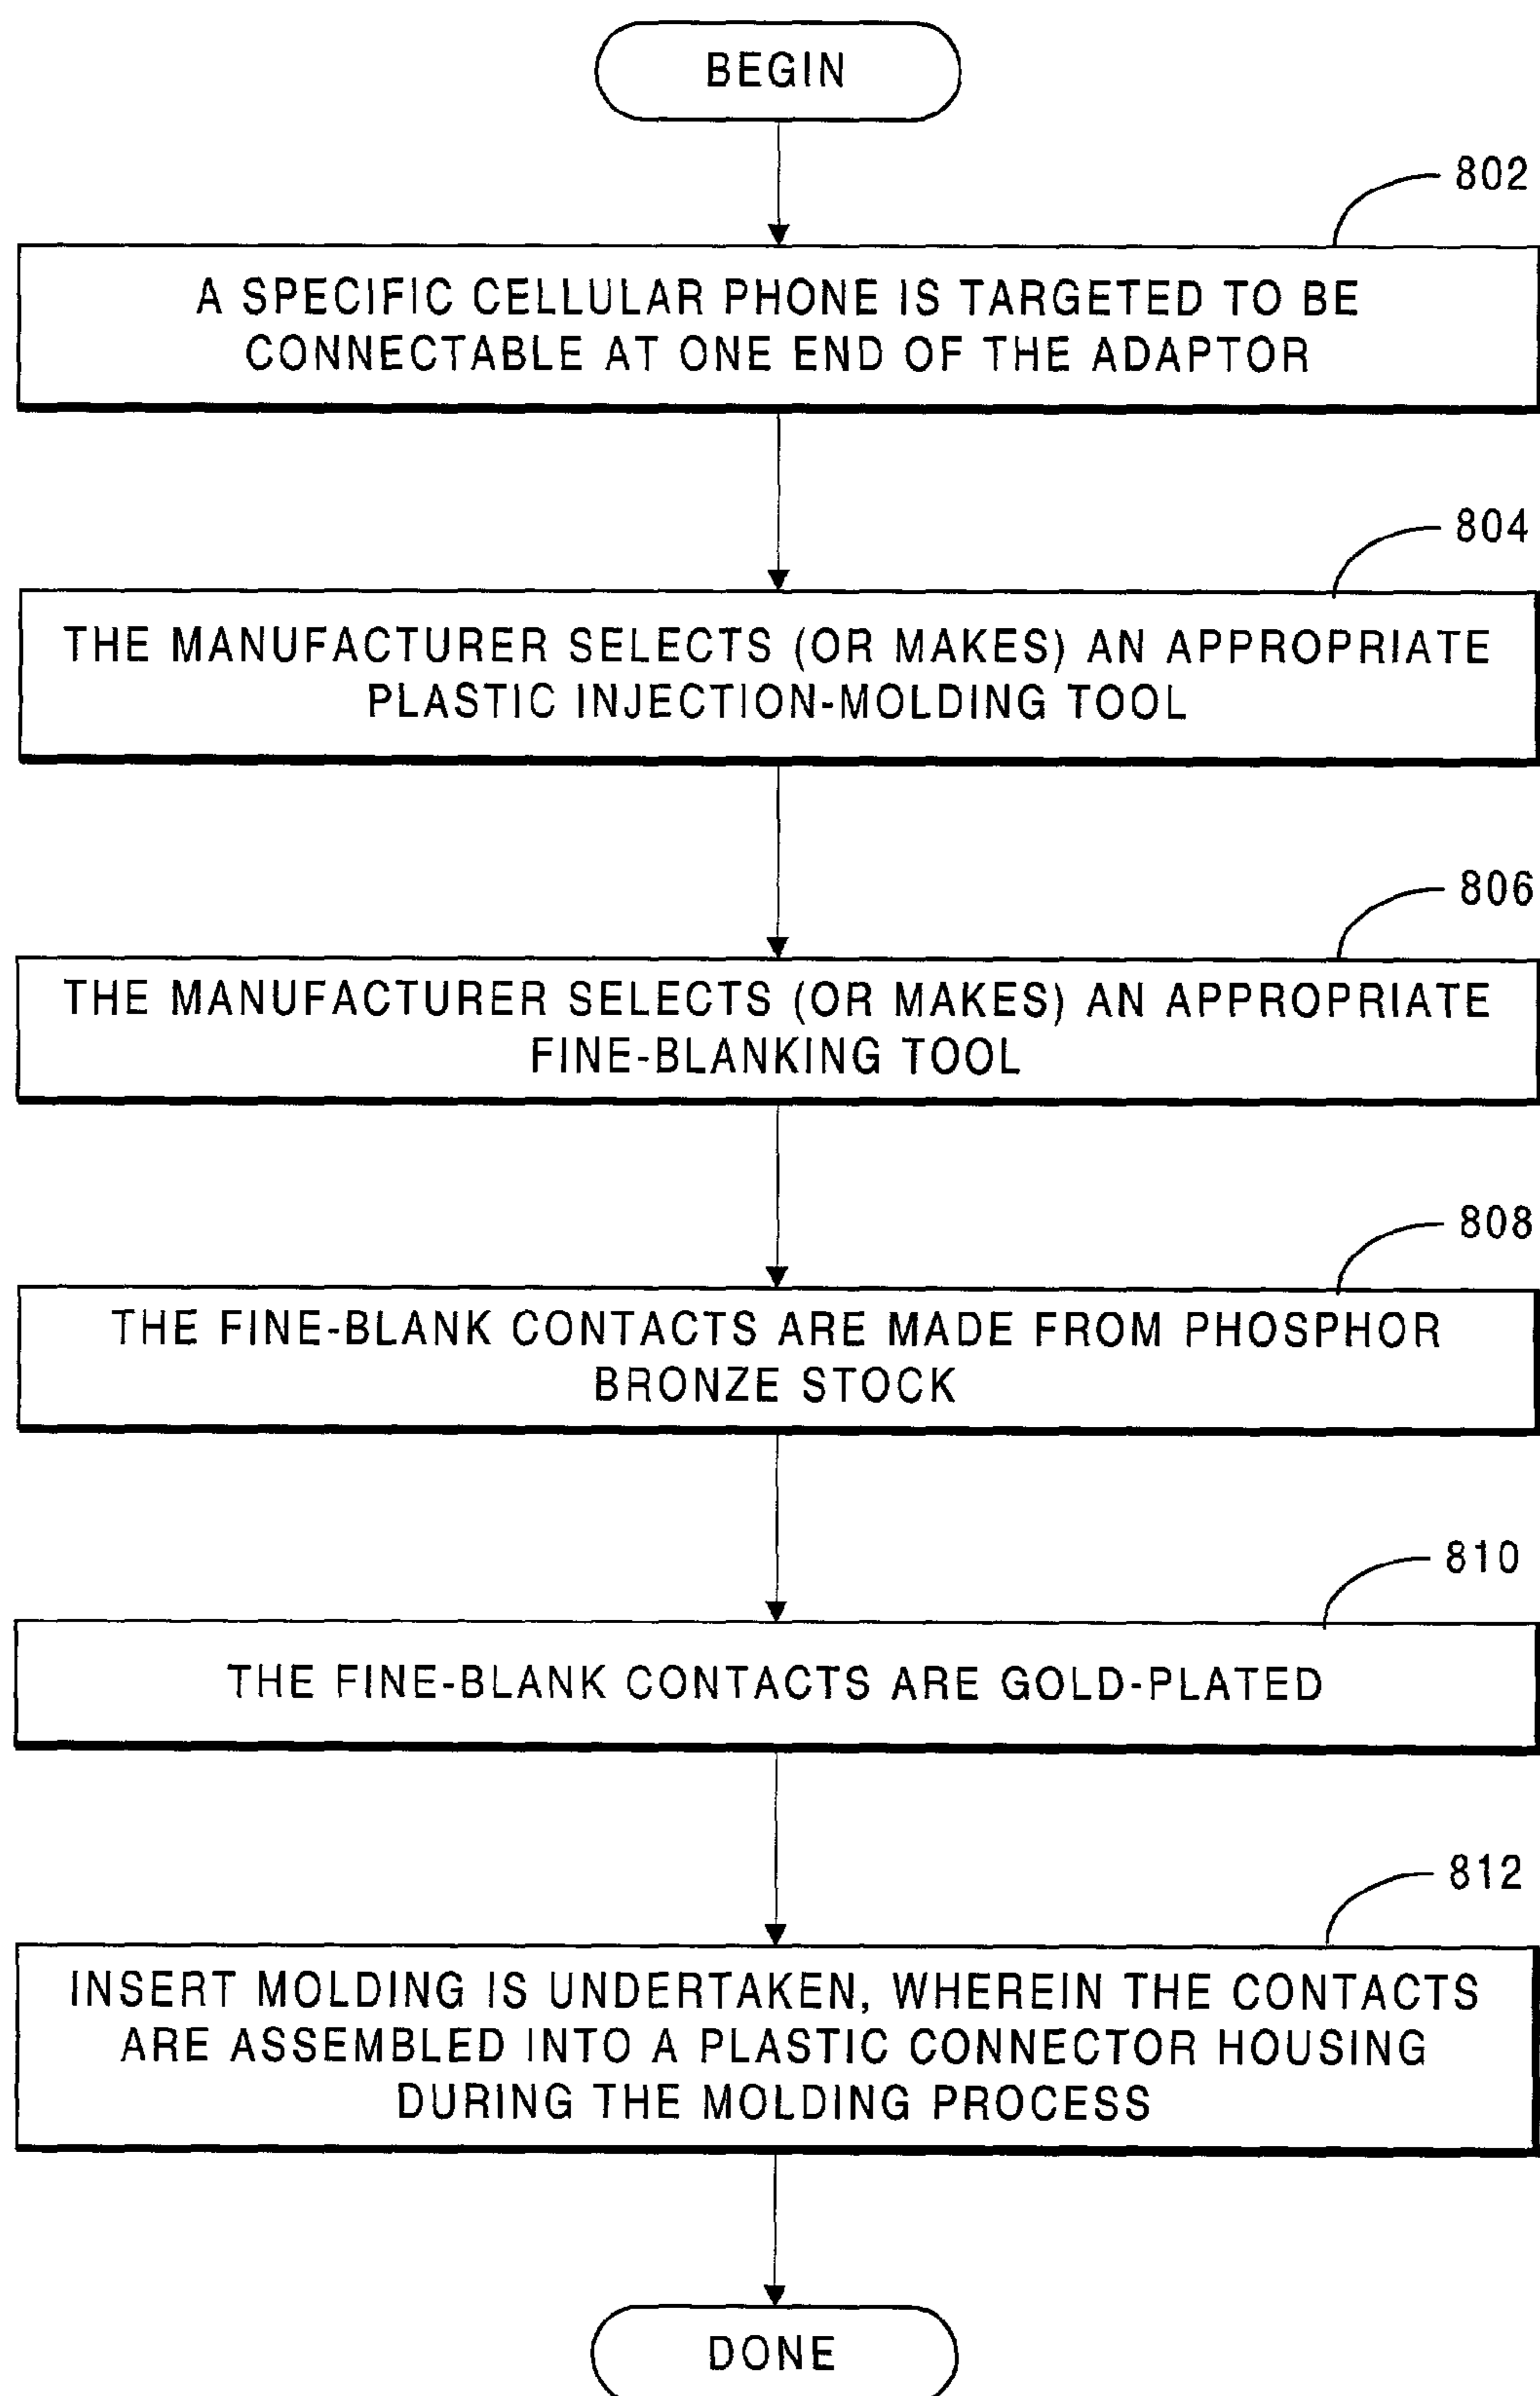 BEGIN
802
A SPECIFIC CELLULAR PHONE IS TARGETED TO BE
CONNECTABLE AT ONE END OF THE ADAPTOR
804
THE MANUFACTURER SELECTS (OR MAKES) AN APPROPRIATE
PLASTIC INJECTION-MOLDING TOOL
806
THE MANUFACTURER SELECTS (OR MAKES) AN APPROPRIATE
FINE-BLANKING TOOL
808
THE FINE-BLANK CONTACTS ARE MADE FROM PHOSPHOR
BRONZE STOCK
810
THE FINE-BLANK CONTACTS ARE GOLD-PLATED
812
INSERT MOLDING IS UNDERTAKEN, WHEREIN THE CONTACTS
ARE ASSEMBLED INTO A PLASTIC CONNECTOR HOUSING
DURING THE MOLDING PROCESS
DONE